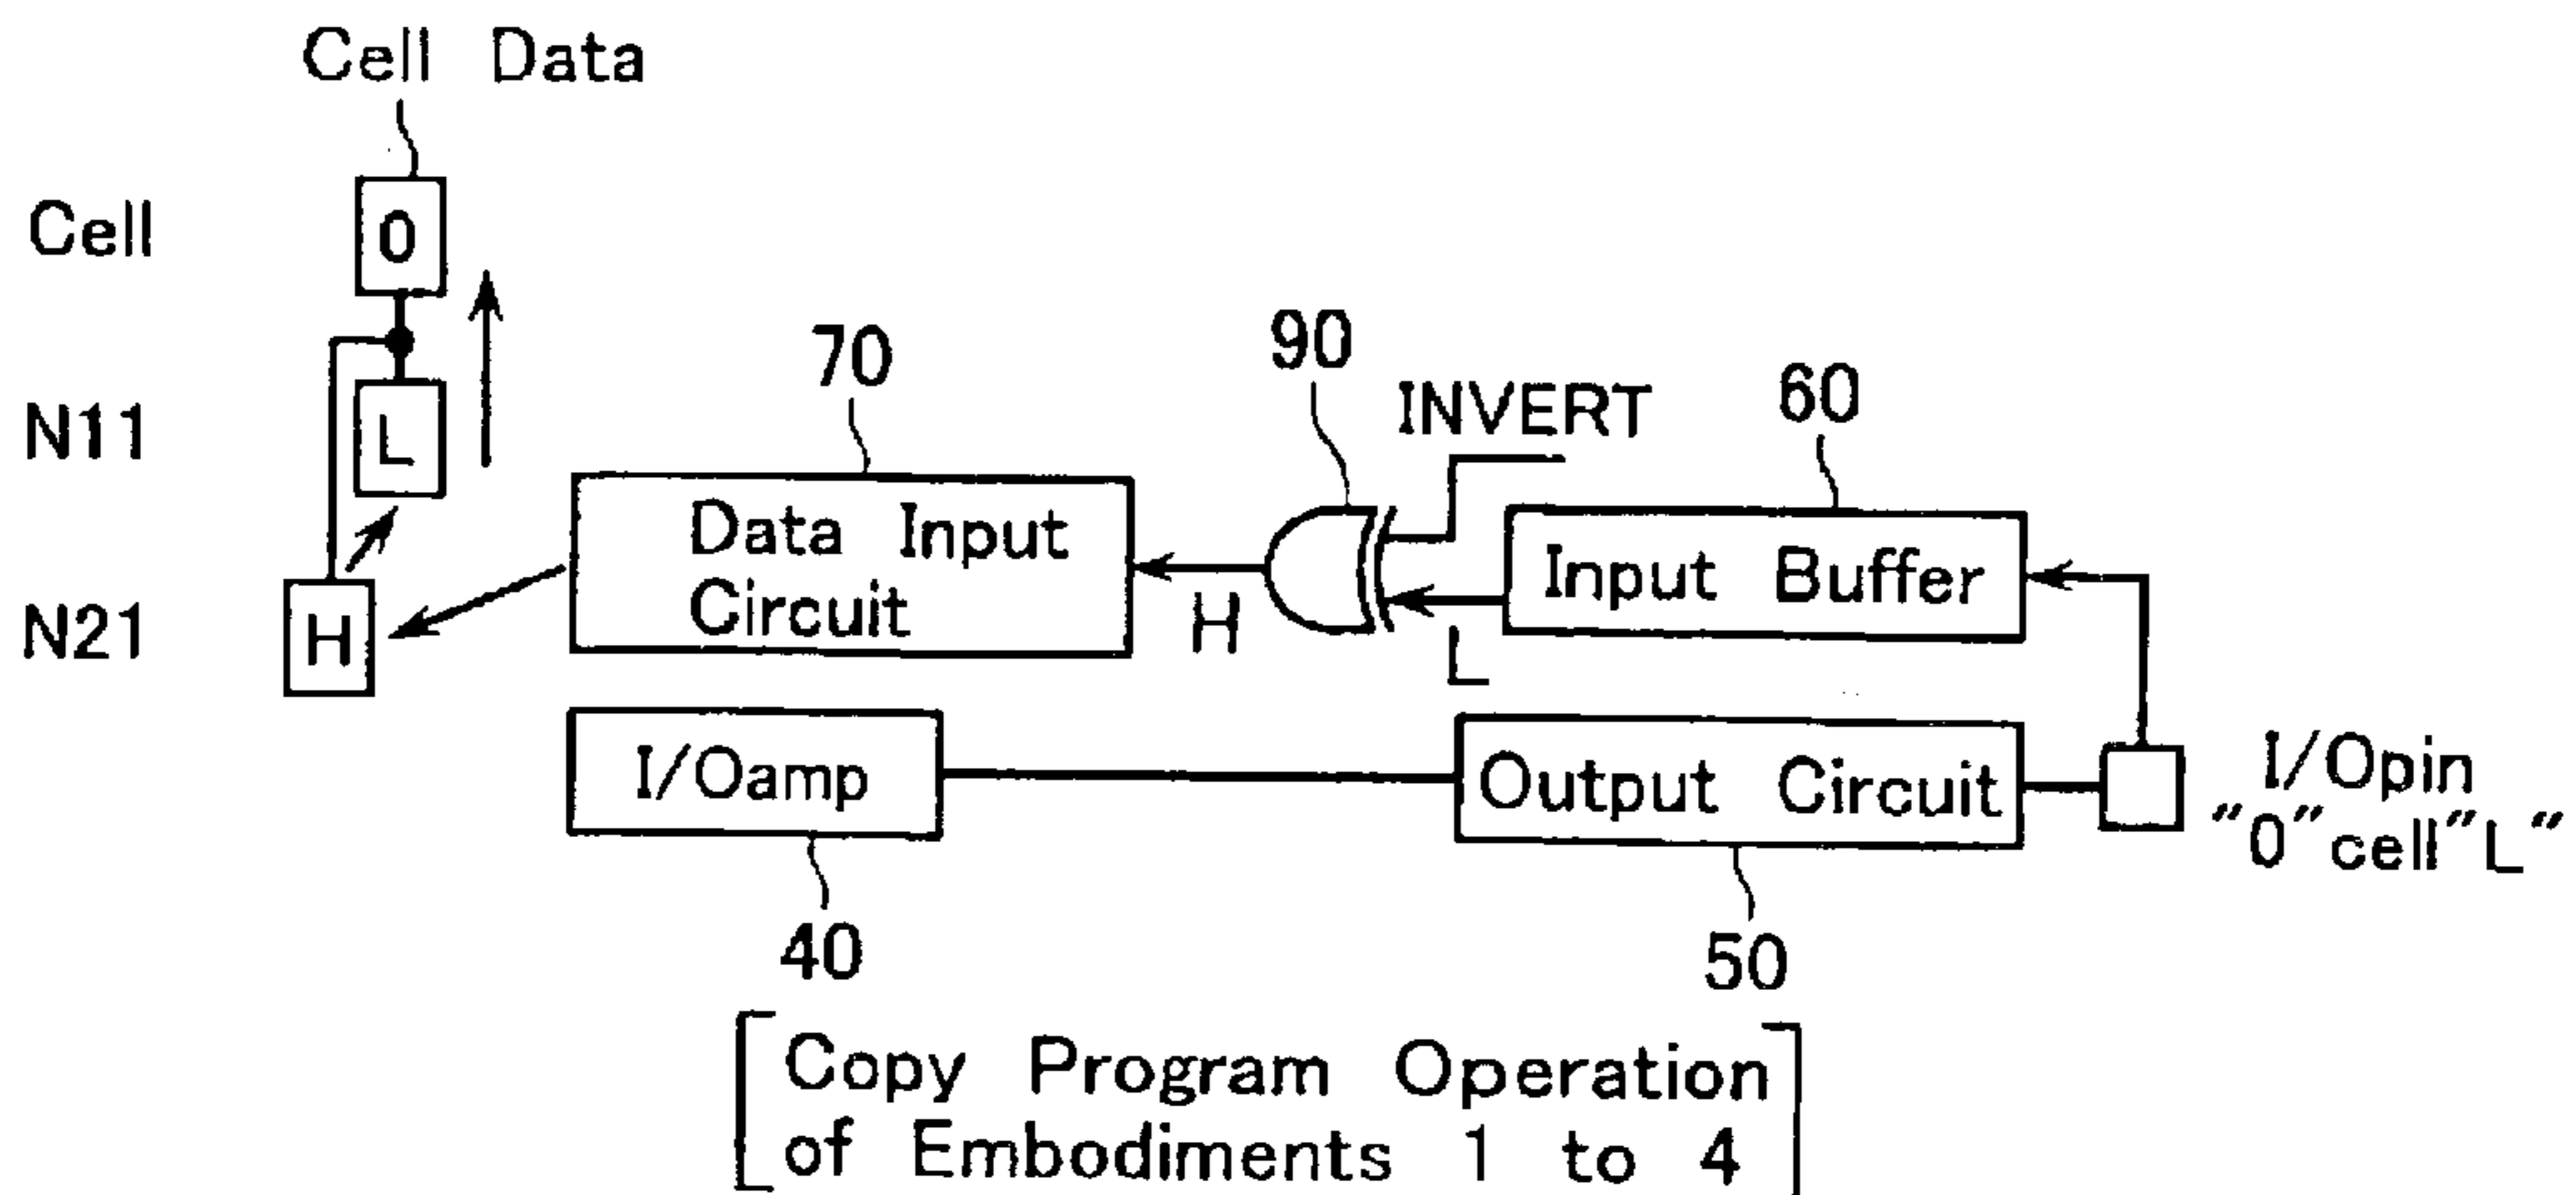 Cell Data
Cell
0
N11
L
N21
H
70
Data Input
Circuit
H
90
INVERT
L
60
Input Buffer
I/Oamp
40
Output Circuit
50
I/Opin
"0"cell"L"
Copy Program Operation
of Embodiments 1 to 4